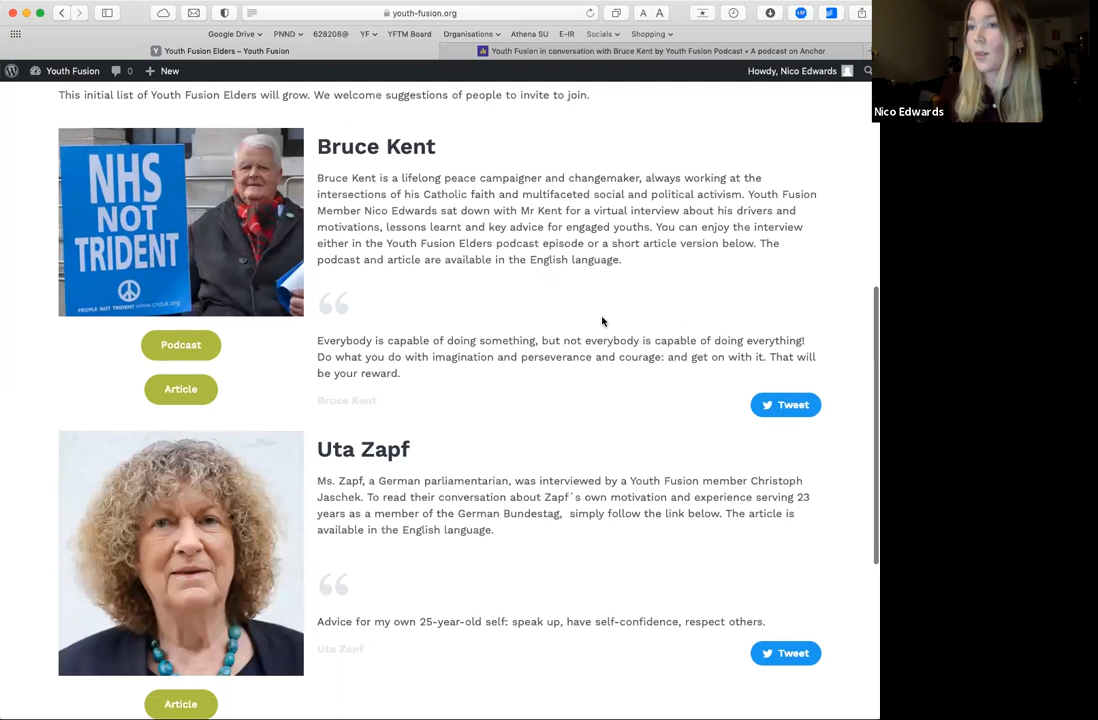 youth-fusion.org
A A
Google Drive PNND 628208@ YF YFTM Board Organisations Athena SU E-IR Socials Shopping
Y Youth Fusion Elders – Youth Fusion
Youth Fusion in conversation with Bruce Kent by Youth Fusion Podcast • A podcast on Anchor
Youth Fusion 0 New Howdy, Nico Edwards
Nico Edwards
This initial list of Youth Fusion Elders will grow. We welcome suggestions of people to invite to join.
NHS
NOT
TRIDENT
PEOPLE NOT TRIDENT www.cnduk.org
Podcast
Article
Bruce Kent
Bruce Kent is a lifelong peace campaigner and changemaker, always working at the
intersections of his Catholic faith and multifaceted social and political activism. Youth Fusion
Member Nico Edwards sat down with Mr Kent for a virtual interview about his drivers and
motivations, lessons learnt and key advice for engaged youths. You can enjoy the interview
either in the Youth Fusion Elders podcast episode or a short article version below. The
podcast and article are available in the English language.
“
Everybody is capable of doing something, but not everybody is capable of doing everything!
Do what you do with imagination and perseverance and courage: and get on with it. That will
be your reward.
Bruce Kent
Tweet
Uta Zapf
Ms. Zapf, a German parliamentarian, was interviewed by a Youth Fusion member Christoph
Jaschek. To read their conversation about Zapf´s own motivation and experience serving 23
years as a member of the German Bundestag, simply follow the link below. The article is
available in the English language.
“
Advice for my own 25-year-old self: speak up, have self-confidence, respect others.
Uta Zapf
Tweet
Article